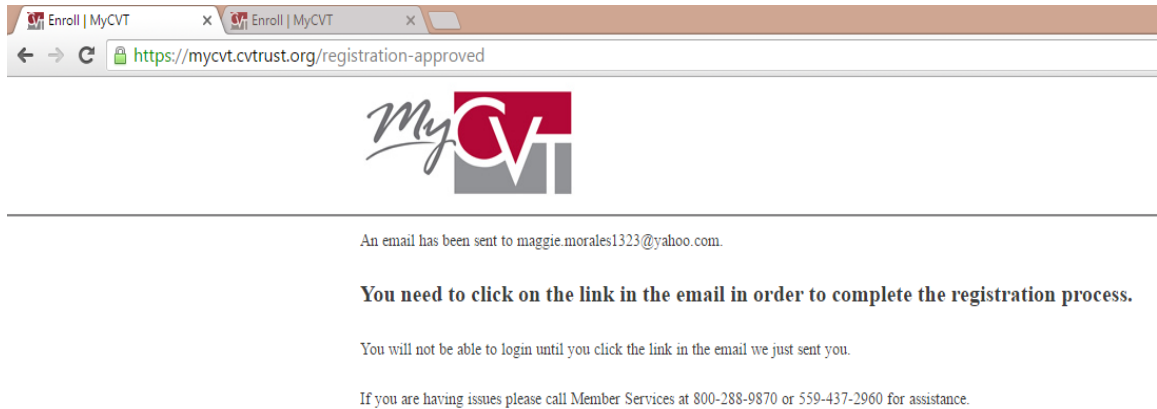 Enroll | MyCVT
Enroll | MyCVT
https://mycvt.cvtrust.org/registration-approved
My CVT
An email has been sent to maggie.morales1323@yahoo.com.
You need to click on the link in the email in order to complete the registration process.
You will not be able to login until you click the link in the email we just sent you.
If you are having issues please call Member Services at 800-288-9870 or 559-437-2960 for assistance.